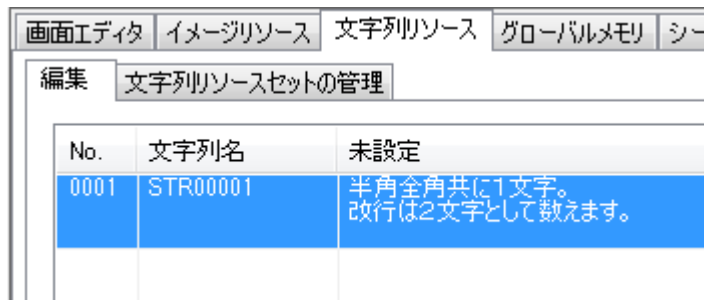 画面エディタ イメージリソース 文字列リソース グローバルメモリ シー
編集 文字列リソースセットの管理
No. 文字列名 未設定
0001 STR00001 半角全角共に1文字。
改行は2文字として数えます。